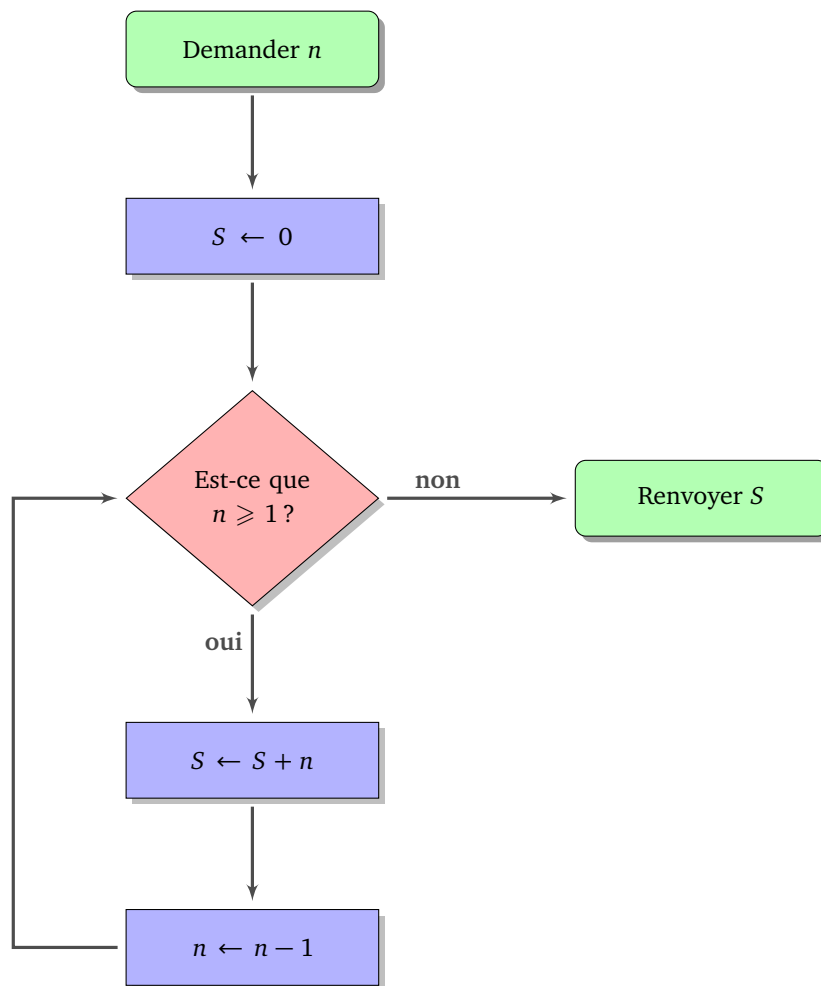 Demander n
S ← 0
Est-ce que
n ⩾ 1 ?
non
Renvoyer S
oui
S ← S + n
n ← n − 1